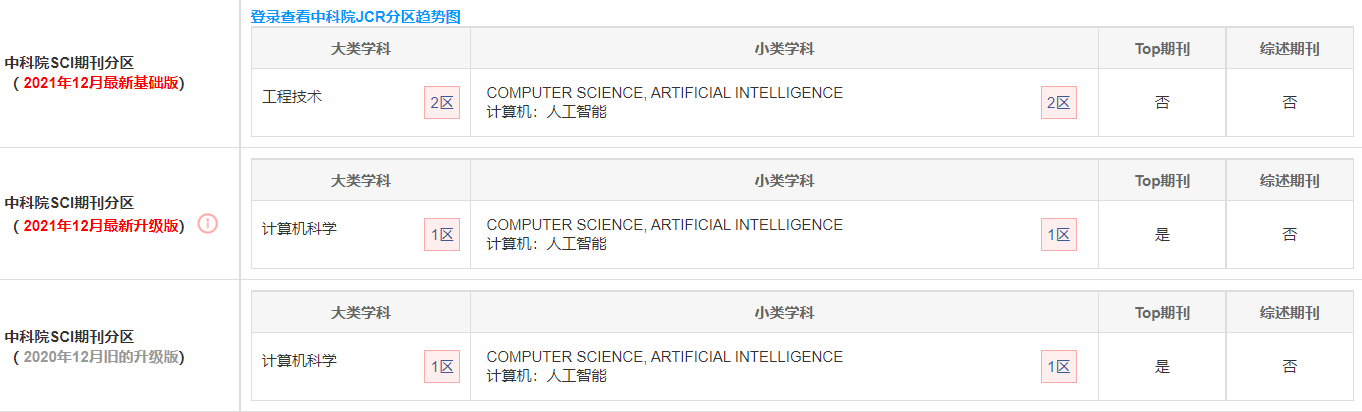 登录查看中科院JCR分区趋势图
中科院SCI期刊分区
（ 2021年12月最新基础版)
大类学科 小类学科 Top期刊 综述期刊
工程技术 2区 COMPUTER SCIENCE, ARTIFICIAL INTELLIGENCE 2区 否 否
计算机：人工智能
中科院SCI期刊分区
（ 2021年12月最新升级版)
大类学科 小类学科 Top期刊 综述期刊
计算机科学 1区 COMPUTER SCIENCE, ARTIFICIAL INTELLIGENCE 1区 是 否
计算机：人工智能
中科院SCI期刊分区
（ 2020年12月旧的升级版)
大类学科 小类学科 Top期刊 综述期刊
计算机科学 1区 COMPUTER SCIENCE, ARTIFICIAL INTELLIGENCE 1区 是 否
计算机：人工智能